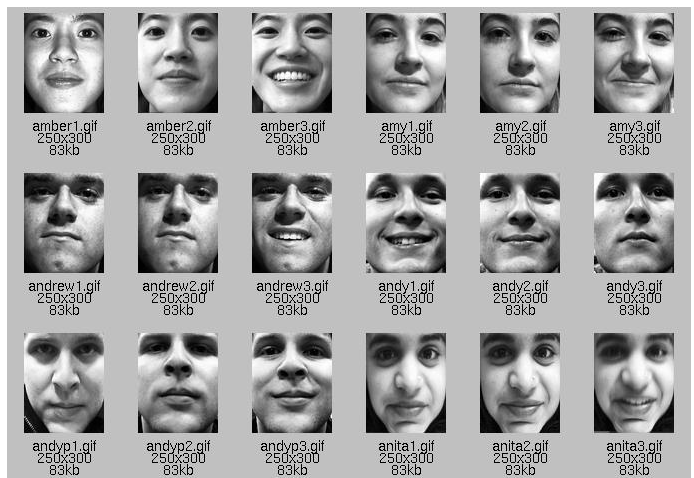 amber1.gif amber2.gif amber3.gif amy1.gif amy2.gif amy3.gif
250x300 250x300 250x300 250x300 250x300 250x300
83kb 83kb 83kb 83kb 83kb 83kb
andrew1.gif andrew2.gif andrew3.gif andy1.gif andy2.gif andy3.gif
250x300 250x300 250x300 250x300 250x300 250x300
83kb 83kb 83kb 83kb 83kb 83kb
andyp1.gif andyp2.gif andyp3.gif anita1.gif anita2.gif anita3.gif
250x300 250x300 250x300 250x300 250x300 250x300
83kb 83kb 83kb 83kb 83kb 83kb